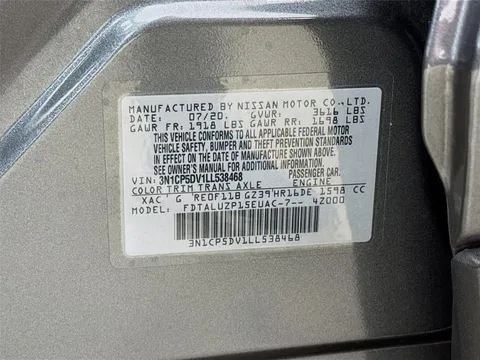 MANUFACTURED BY NISSAN MOTOR CO.,LTD.
DATE: 07/20. GVWR: 3616 LBS
GAWR FR: 1918 LBS GAWR RR: 1698 LBS
THIS VEHICLE CONFORMS TO ALL APPLICABLE FEDERAL MOTOR
VEHICLE SAFETY, BUMPER AND THEFT PREVENTION STANDARDS
IN EFFECT ON THE DATE OF MANUFACTURE SHOWN ABOVE.
SEE OWNER'S MANUAL FOR ADDITIONAL INFORMATION.
VIN: 3N1CP5DV1LL538468 PASSENGER CAR.
COLOR TRIM TRANS AXLE ENGINE
XAC G RE0F11B GZ39 HR16DE 1598 CC
MODEL: FDTALUZP15EUAC-7-- 4Z000
3N1CP5DV1LL538468